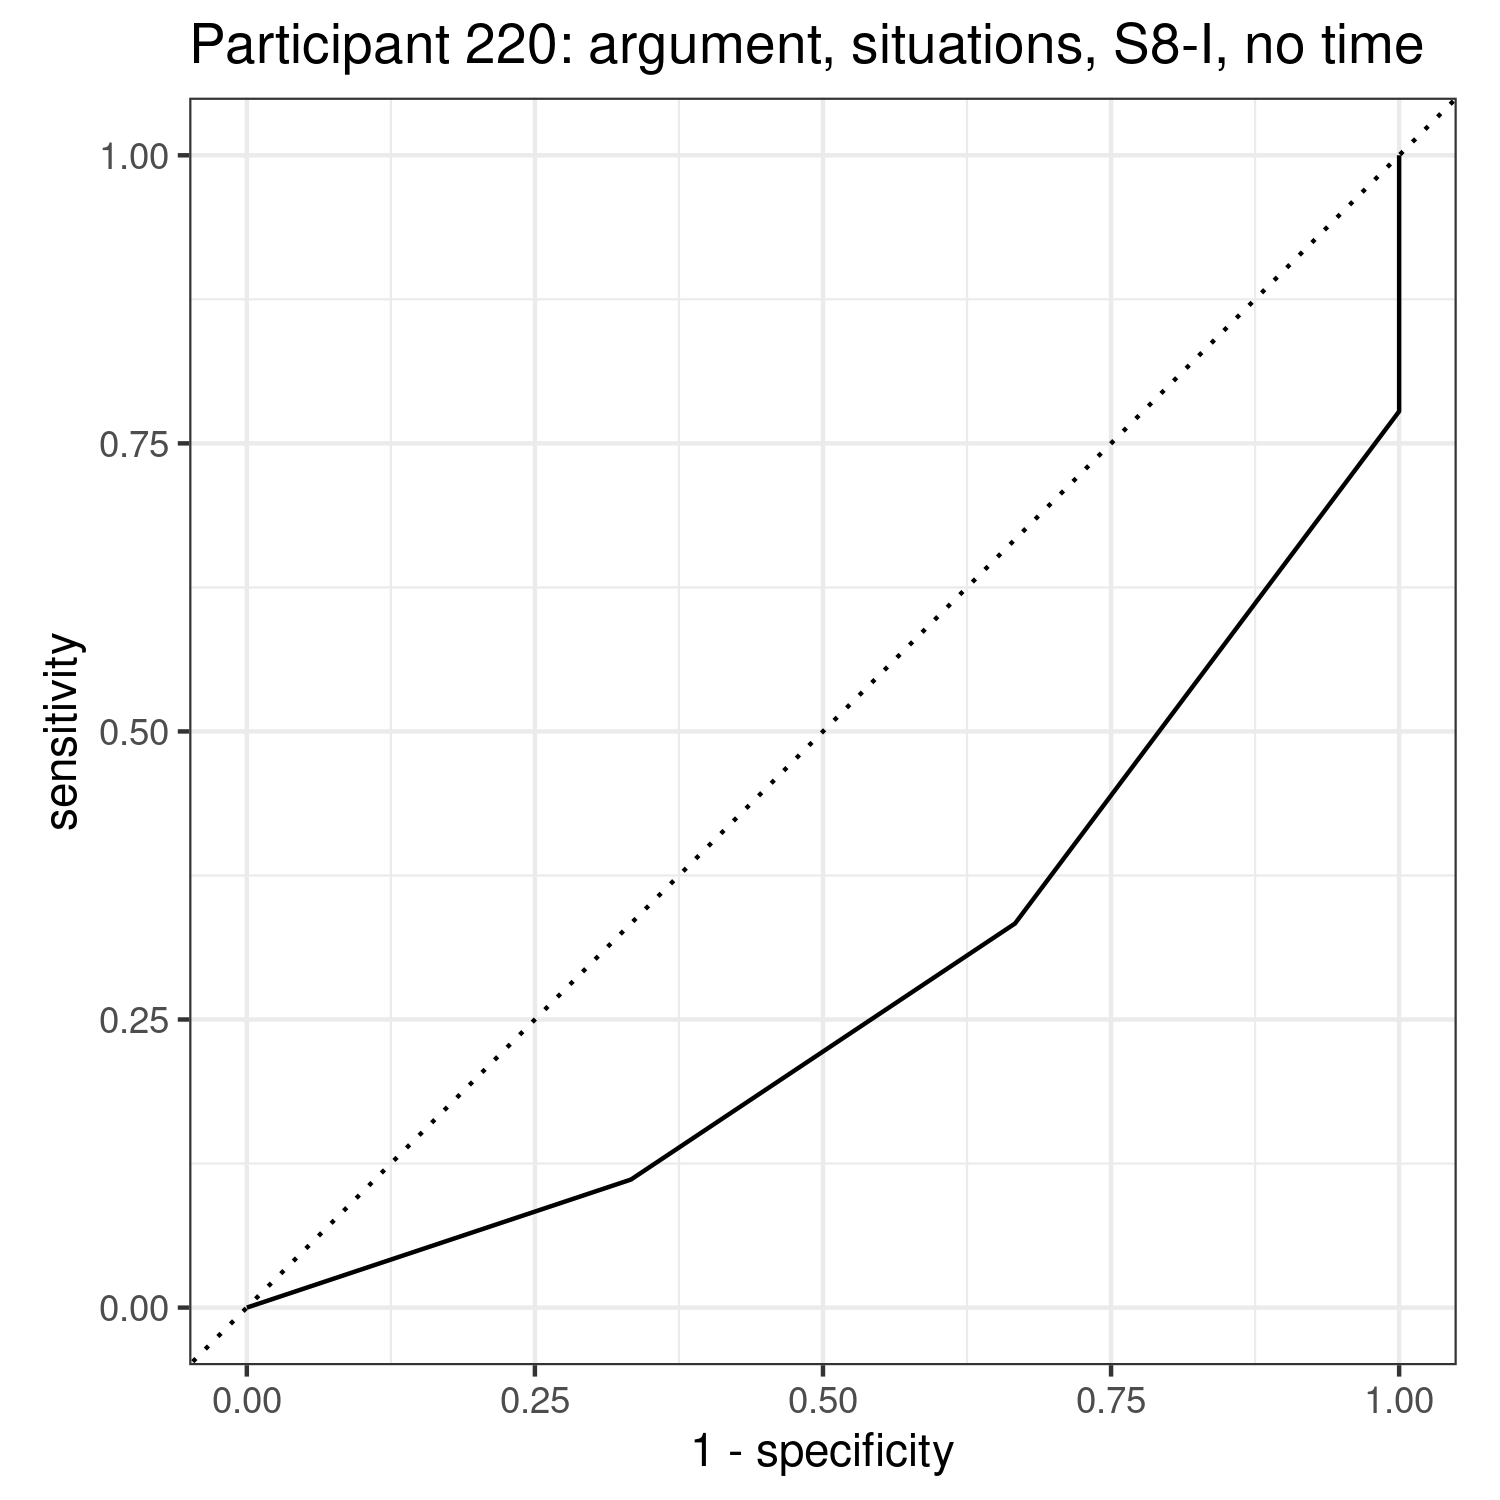 Participant 220: argument, situations, S8-I, no time
1.00
0.75
0.50
0.25
0.00
sensitivity
0.00 0.25 0.50 0.75 1.00
1 - specificity